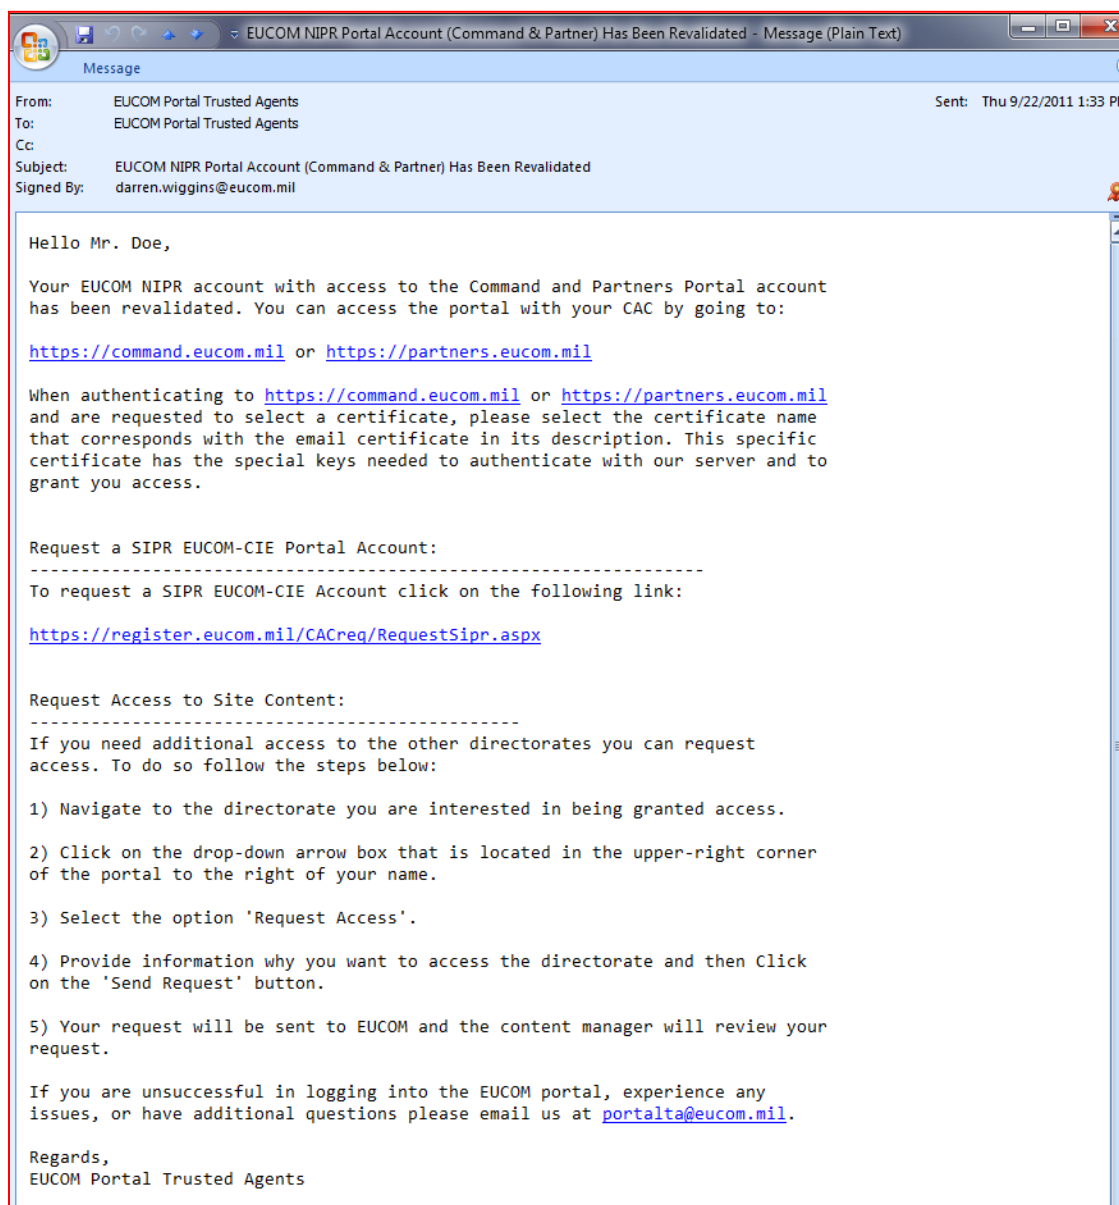 EUCOM NIPR Portal Account (Command & Partner) Has Been Revalidated - Message (Plain Text)
Message
From: EUCOM Portal Trusted Agents Sent: Thu 9/22/2011 1:33 P
To: EUCOM Portal Trusted Agents
Cc:
Subject: EUCOM NIPR Portal Account (Command & Partner) Has Been Revalidated
Signed By: darren.wiggins@eucom.mil
Hello Mr. Doe,
Your EUCOM NIPR account with access to the Command and Partners Portal account
has been revalidated. You can access the portal with your CAC by going to:
https://command.eucom.mil or https://partners.eucom.mil
When authenticating to https://command.eucom.mil or https://partners.eucom.mil
and are requested to select a certificate, please select the certificate name
that corresponds with the email certificate in its description. This specific
certificate has the special keys needed to authenticate with our server and to
grant you access.
Request a SIPR EUCOM-CIE Portal Account:
------------------------------------------------------------------
To request a SIPR EUCOM-CIE Account click on the following link:
https://register.eucom.mil/CACreq/RequestSipr.aspx
Request Access to Site Content:
------------------------------------------------
If you need additional access to the other directorates you can request
access. To do so follow the steps below:
1) Navigate to the directorate you are interested in being granted access.
2) Click on the drop-down arrow box that is located in the upper-right corner
of the portal to the right of your name.
3) Select the option 'Request Access'.
4) Provide information why you want to access the directorate and then Click
on the 'Send Request' button.
5) Your request will be sent to EUCOM and the content manager will review your
request.
If you are unsuccessful in logging into the EUCOM portal, experience any
issues, or have additional questions please email us at portalta@eucom.mil.
Regards,
EUCOM Portal Trusted Agents